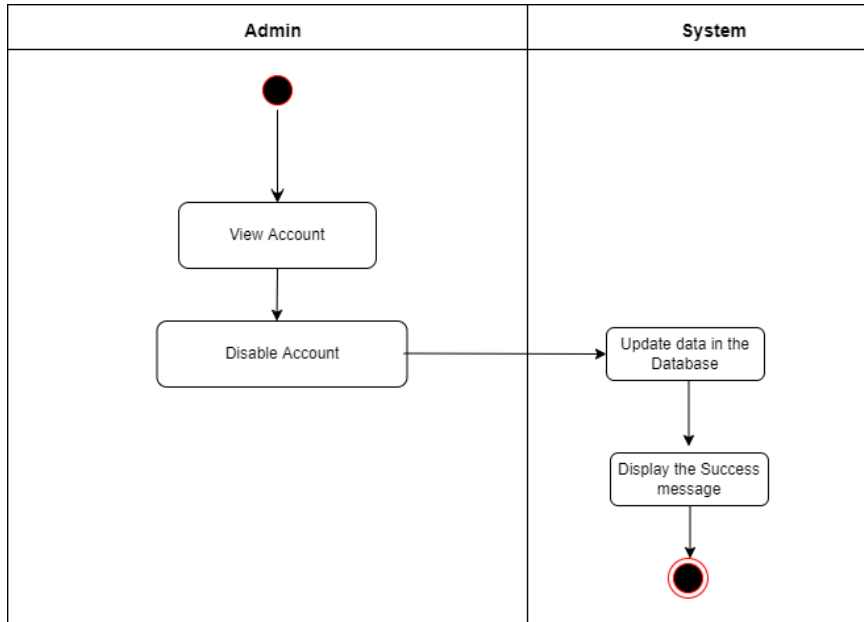 Admin
System
View Account
Disable Account
Update data in the
Database
Display the Success
message